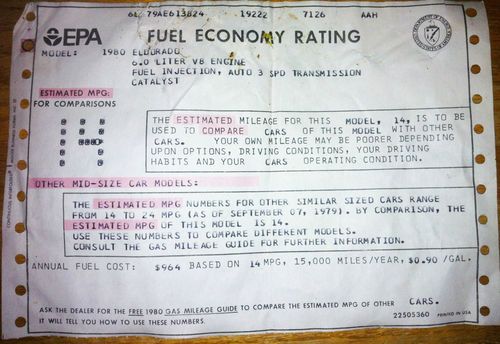 6L 79AE613824 19222 7126 AAH
EPA FUEL ECONOMY RATING
MODEL: 1980 ELDORADO
6.0 LITER V8 ENGINE
FUEL INJECTION, AUTO 3 SPD TRANSMISSION
CATALYST
ESTIMATED MPG:
FOR COMPARISONS
THE ESTIMATED MILEAGE FOR THIS MODEL, 14, IS TO BE
USED TO COMPARE CARS OF THIS MODEL WITH OTHER
CARS. YOUR OWN MILEAGE MAY BE POORER DEPENDING
UPON OPTIONS, DRIVING CONDITIONS, YOUR DRIVING
HABITS AND YOUR CARS OPERATING CONDITION.
OTHER MID-SIZE CAR MODELS:
THE ESTIMATED MPG NUMBERS FOR OTHER SIMILAR SIZED CARS RANGE
FROM 14 TO 24 MPG (AS OF SEPTEMBER 07, 1979). BY COMPARISON, THE
ESTIMATED MPG OF THIS MODEL IS 14.
USE THESE NUMBERS TO COMPARE DIFFERENT MODELS.
CONSULT THE GAS MILEAGE GUIDE FOR FURTHER INFORMATION.
ANNUAL FUEL COST: $964 BASED ON 14 MPG, 15,000 MILES/YEAR, $0.90 /GAL.
ASK THE DEALER FOR THE FREE 1980 GAS MILEAGE GUIDE TO COMPARE THE ESTIMATED MPG OF OTHER CARS.
IT WILL TELL YOU HOW TO USE THESE NUMBERS.
22505360 PRINTED IN USA